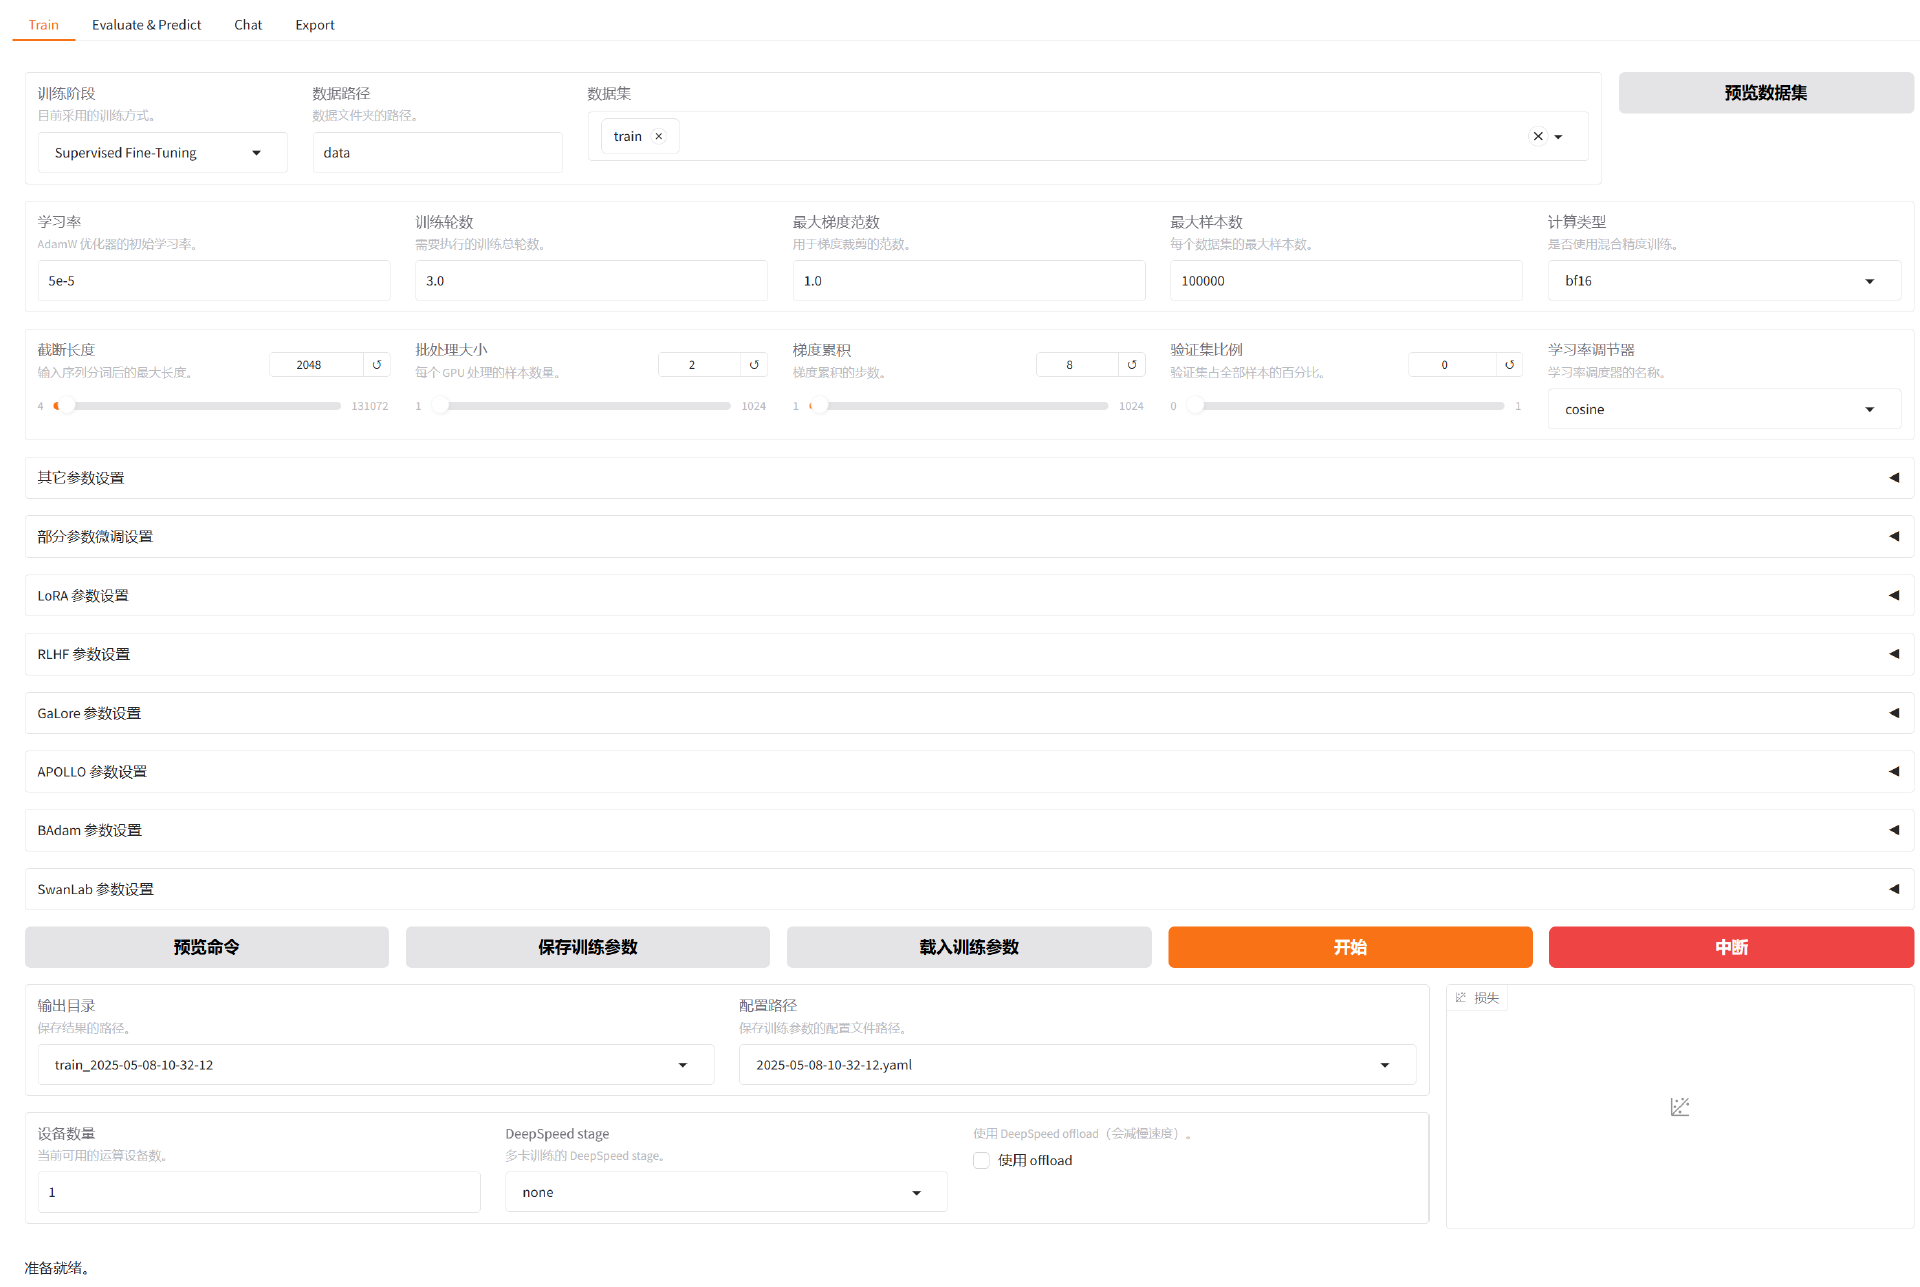 Train Evaluate & Predict Chat Export
训练阶段 数据路径 数据集 预览数据集
目前采用的训练方式。 数据文件夹的路径。
train × ×
Supervised Fine-Tuning data
学习率 训练轮数 最大梯度范数 最大样本数 计算类型
AdamW 优化器的初始学习率。 需要执行的训练总轮数。 用于梯度裁剪的范数。 每个数据集的最大样本数。 是否使用混合精度训练。
5e-5 3.0 1.0 100000 bf16
截断长度 2048 批处理大小 2 梯度累积 8 验证集比例 0 学习率调节器
输入序列分词后的最大长度。 每个 GPU 处理的样本数量。 梯度累积的步数。 验证集占全部样本的百分比。 学习率调度器的名称。
4 131072 1 1024 1 1024 0 1 cosine
其它参数设置
部分参数微调设置
LoRA 参数设置
RLHF 参数设置
GaLore 参数设置
APOLLO 参数设置
BAdam 参数设置
SwanLab 参数设置
预览命令 保存训练参数 载入训练参数 开始 中断
输出目录 配置路径 损失
保存结果的路径。 保存训练参数的配置文件路径。
train_2025-05-08-10-32-12 2025-05-08-10-32-12.yaml
设备数量 DeepSpeed stage 使用 DeepSpeed offload（会减慢速度）。
当前可用的运算设备数。 多卡训练的 DeepSpeed stage。 使用 offload
1 none
准备就绪。